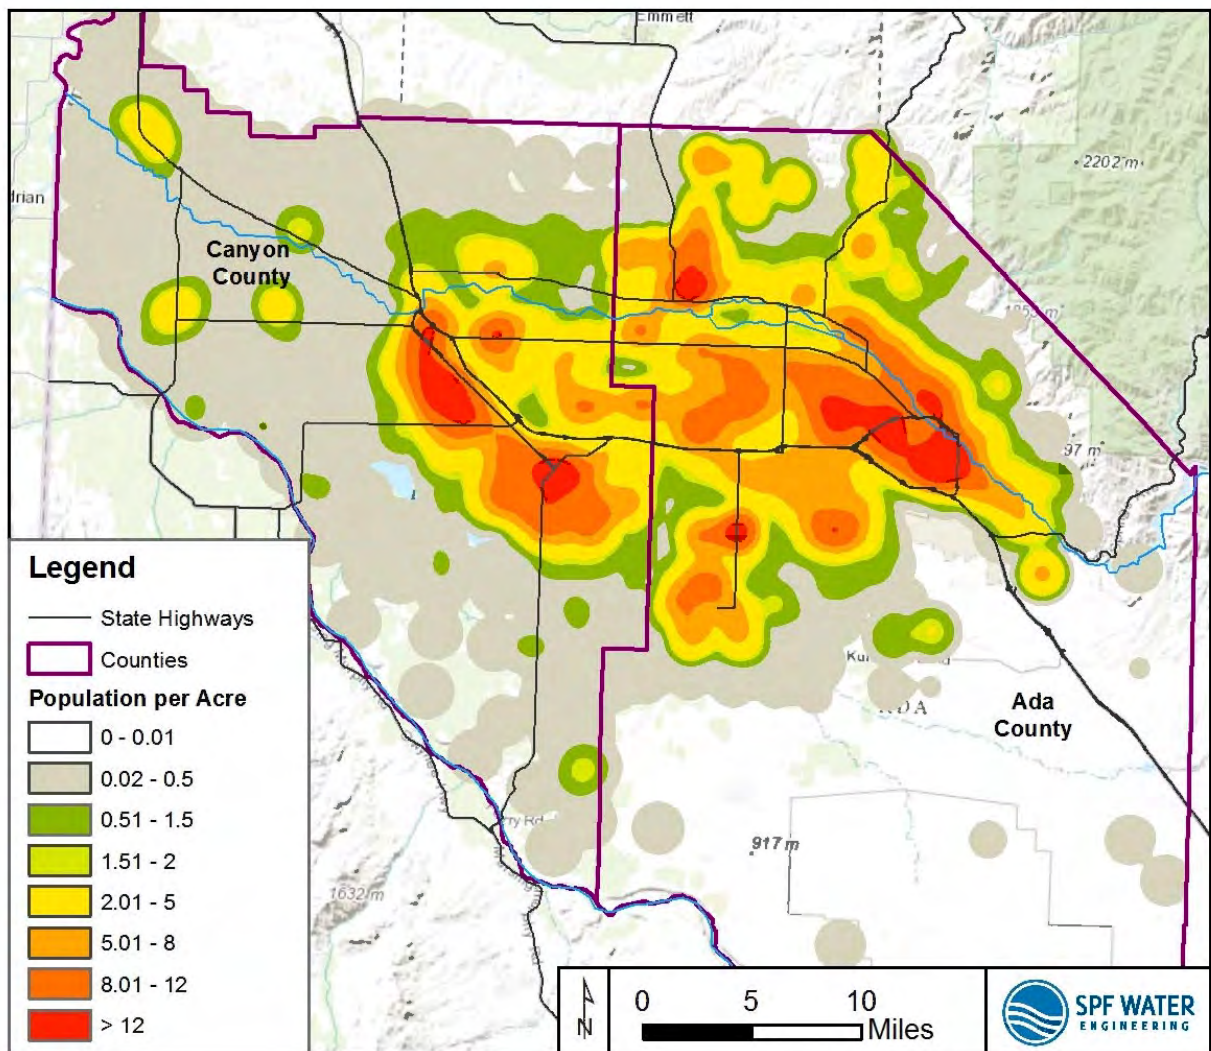 Emmett
2202 m
drian
Canyon
County
97 m
Legend
State Highways
Counties
Population per Acre
0 - 0.01
0.02 - 0.5
0.51 - 1.5
1.51 - 2
2.01 - 5
5.01 - 8
8.01 - 12
> 12
Ada
County
917 m
1632 m
0 5 10
Miles
N
SPF WATER
ENGINEERING